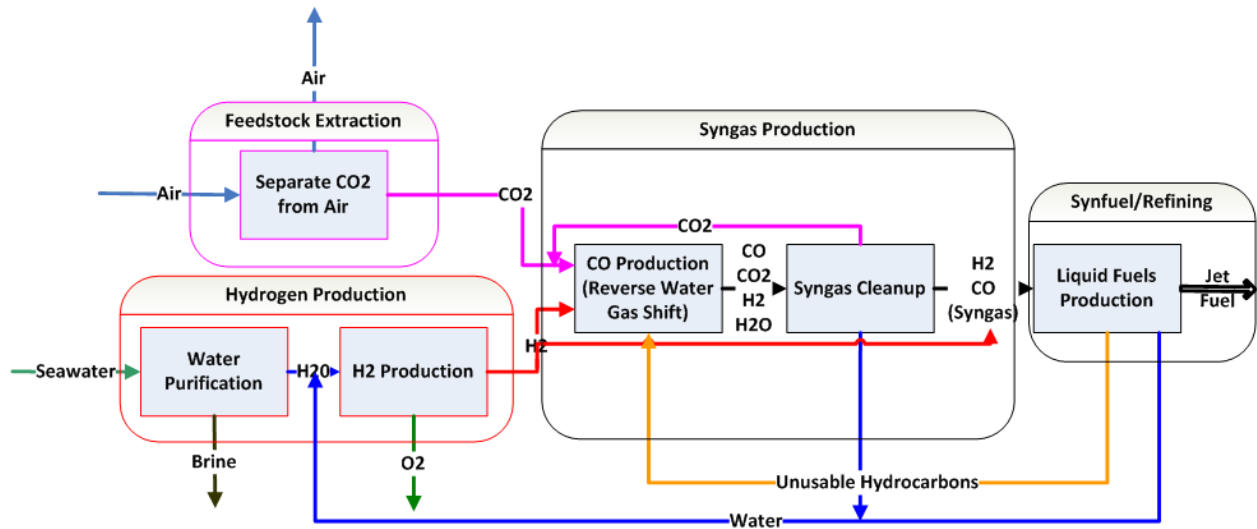 Air
Feedstock Extraction
Separate CO2
from Air
Air
CO2
Hydrogen Production
Water
Purification
Seawater
H20
H2 Production
H2
Brine
O2
Syngas Production
CO2
CO Production
(Reverse Water
Gas Shift)
CO
CO2
H2
H2O
Syngas Cleanup
H2
CO
(Syngas)
Synfuel/Refining
Liquid Fuels
Production
Jet
Fuel
Unusable Hydrocarbons
Water